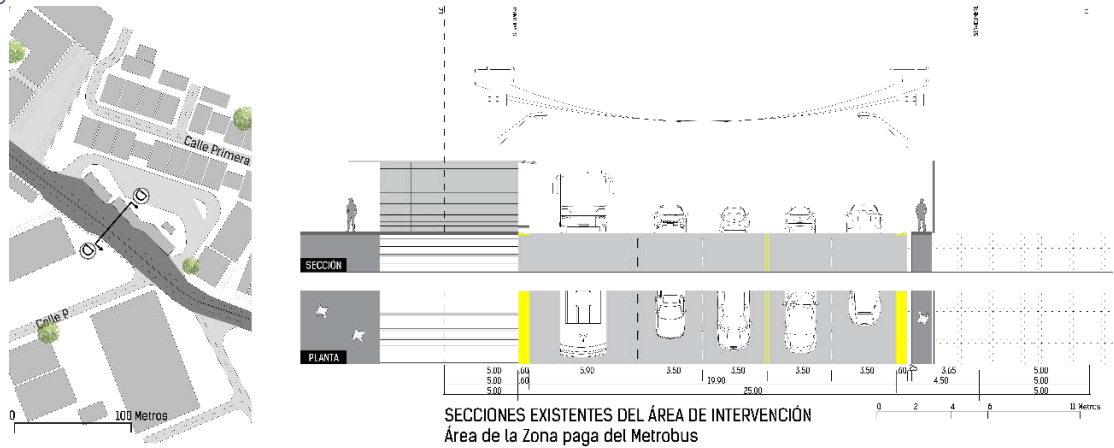 Calle Primera
D
D
Calle P
0 100 Metros
SECCIÓN
PLANTA
5.00 .60 5.90 3.50 3.50 3.50 3.50 .60 .25 3.65 5.00
5.00 .60 19.90 4.50 5.00
5.00 25.00 5.00
SECCIONES EXISTENTES DEL ÁREA DE INTERVENCIÓN
Área de la Zona paga del Metrobus
0 2 4 6 11 Metros